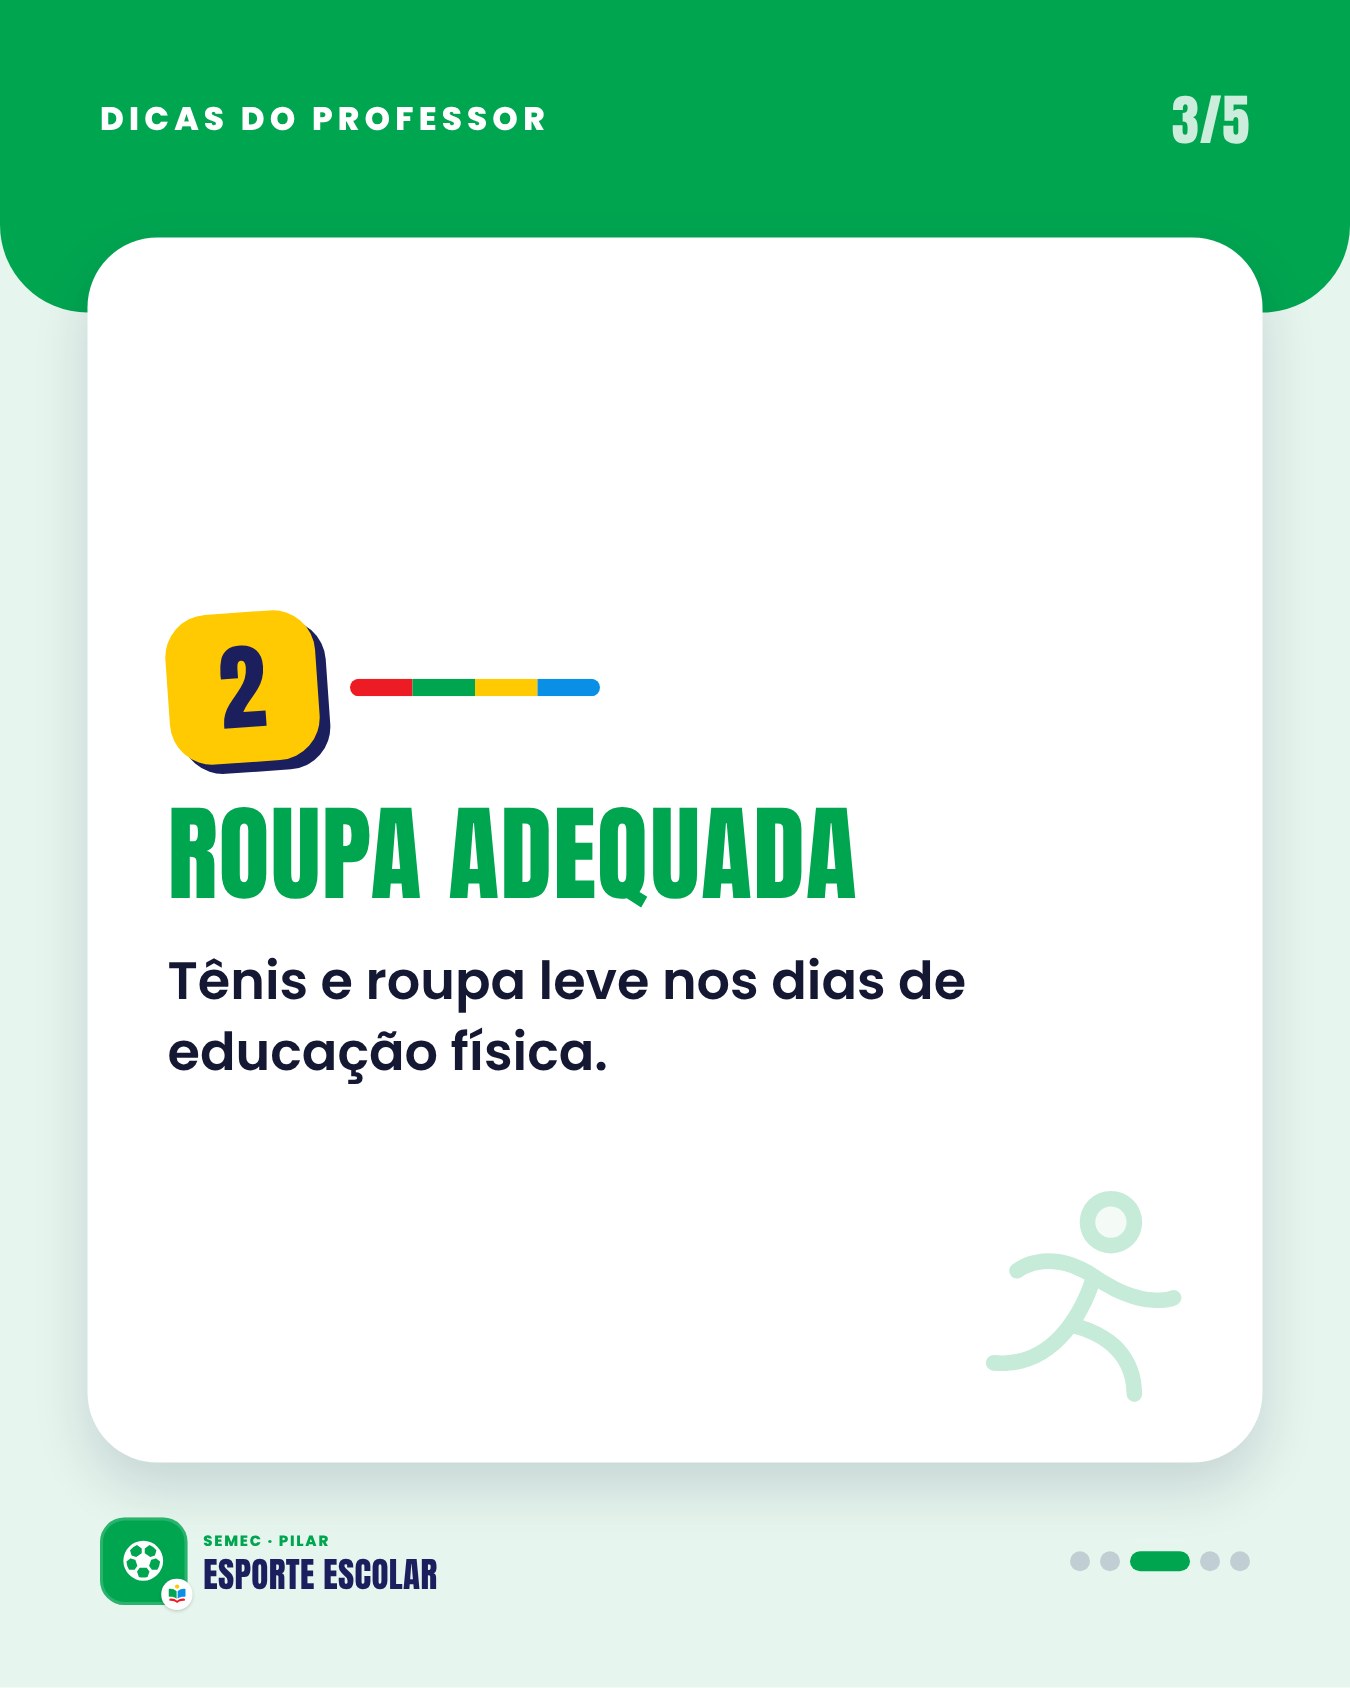 DICAS DO PROFESSOR
3/5
2
ROUPA ADEQUADA
Tênis e roupa leve nos dias de
educação física.
SEMEC · PILAR
ESPORTE ESCOLAR